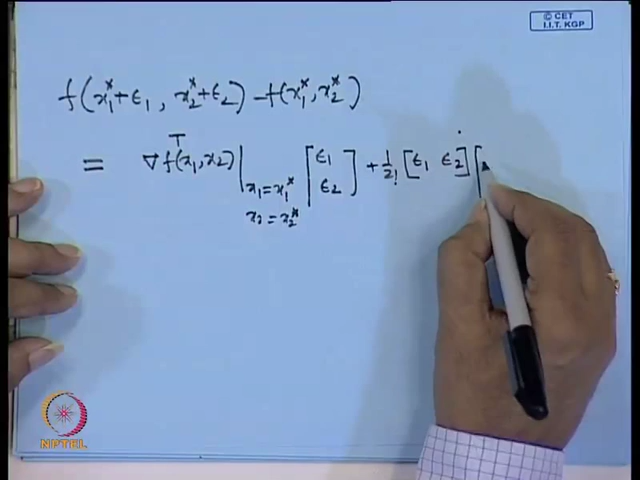 © CET
I.I.T. KGP
f(x₁*+ε₁, x₂*+ε₂) - f(x₁*, x₂*)
= ∇f^T(x₁,x₂)|_{x₁=x₁*, x₂=x₂*} [ε₁ ε₂] + 1/2! [ε₁ ε₂] [
NPTEL